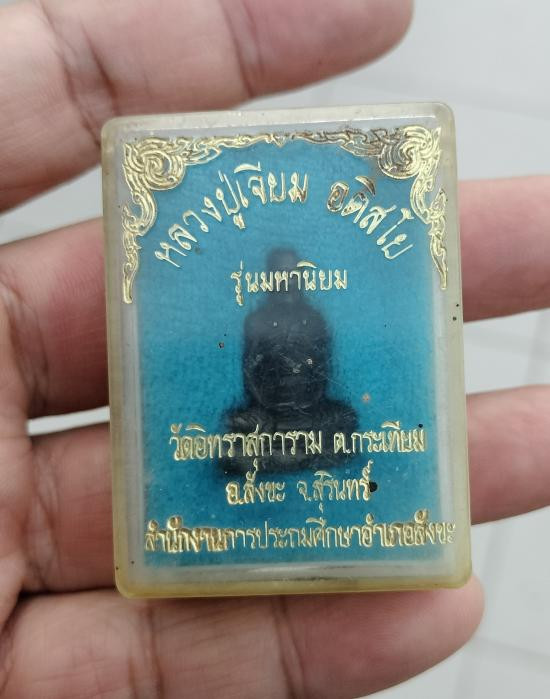 หลวงปู่เจียม อติสโย
รุ่นมหานิยม
วัดอิทราสุการาม ต.กระเทียม
อ.สังขะ จ.สุรินทร์
สำนักงานการประถมศึกษาอำเภอสังขะ